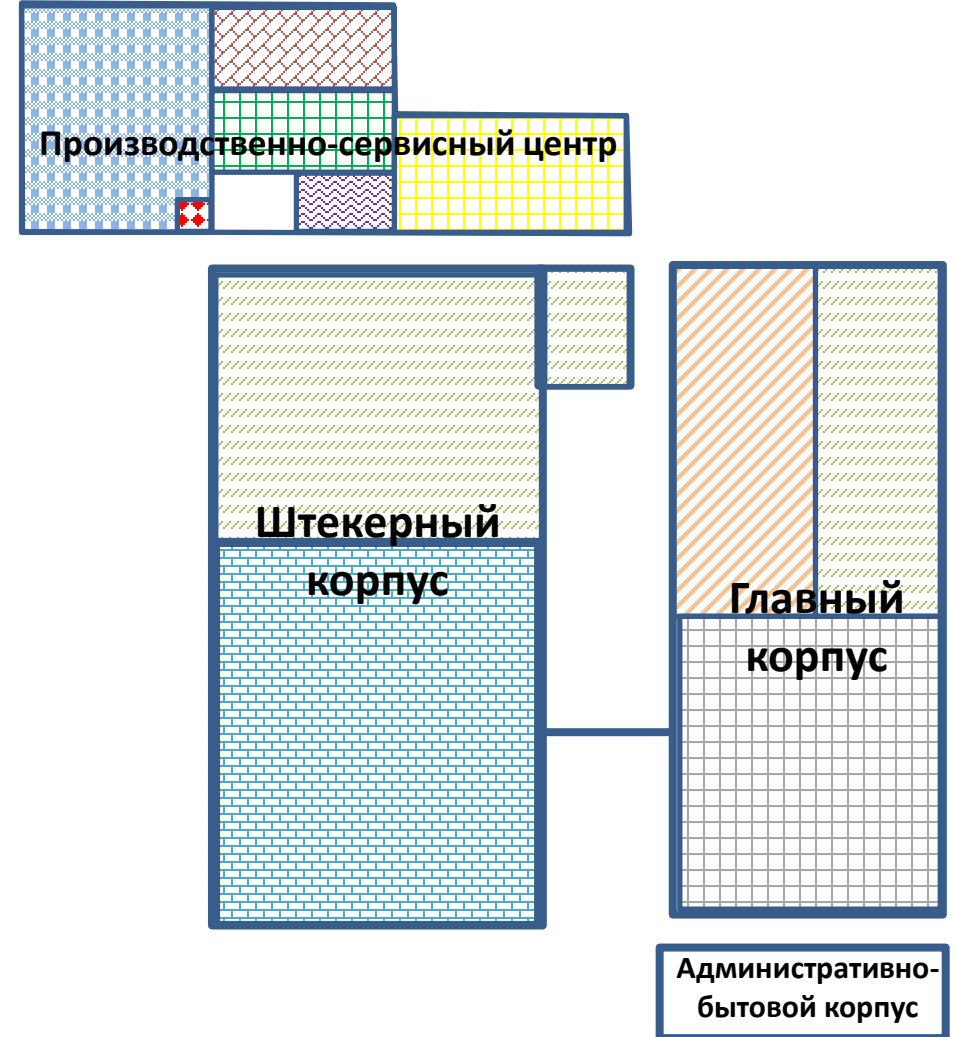 Производственно-сервисный центр
Штекерный
корпус
Главный
корпус
Административно-
бытовой корпус